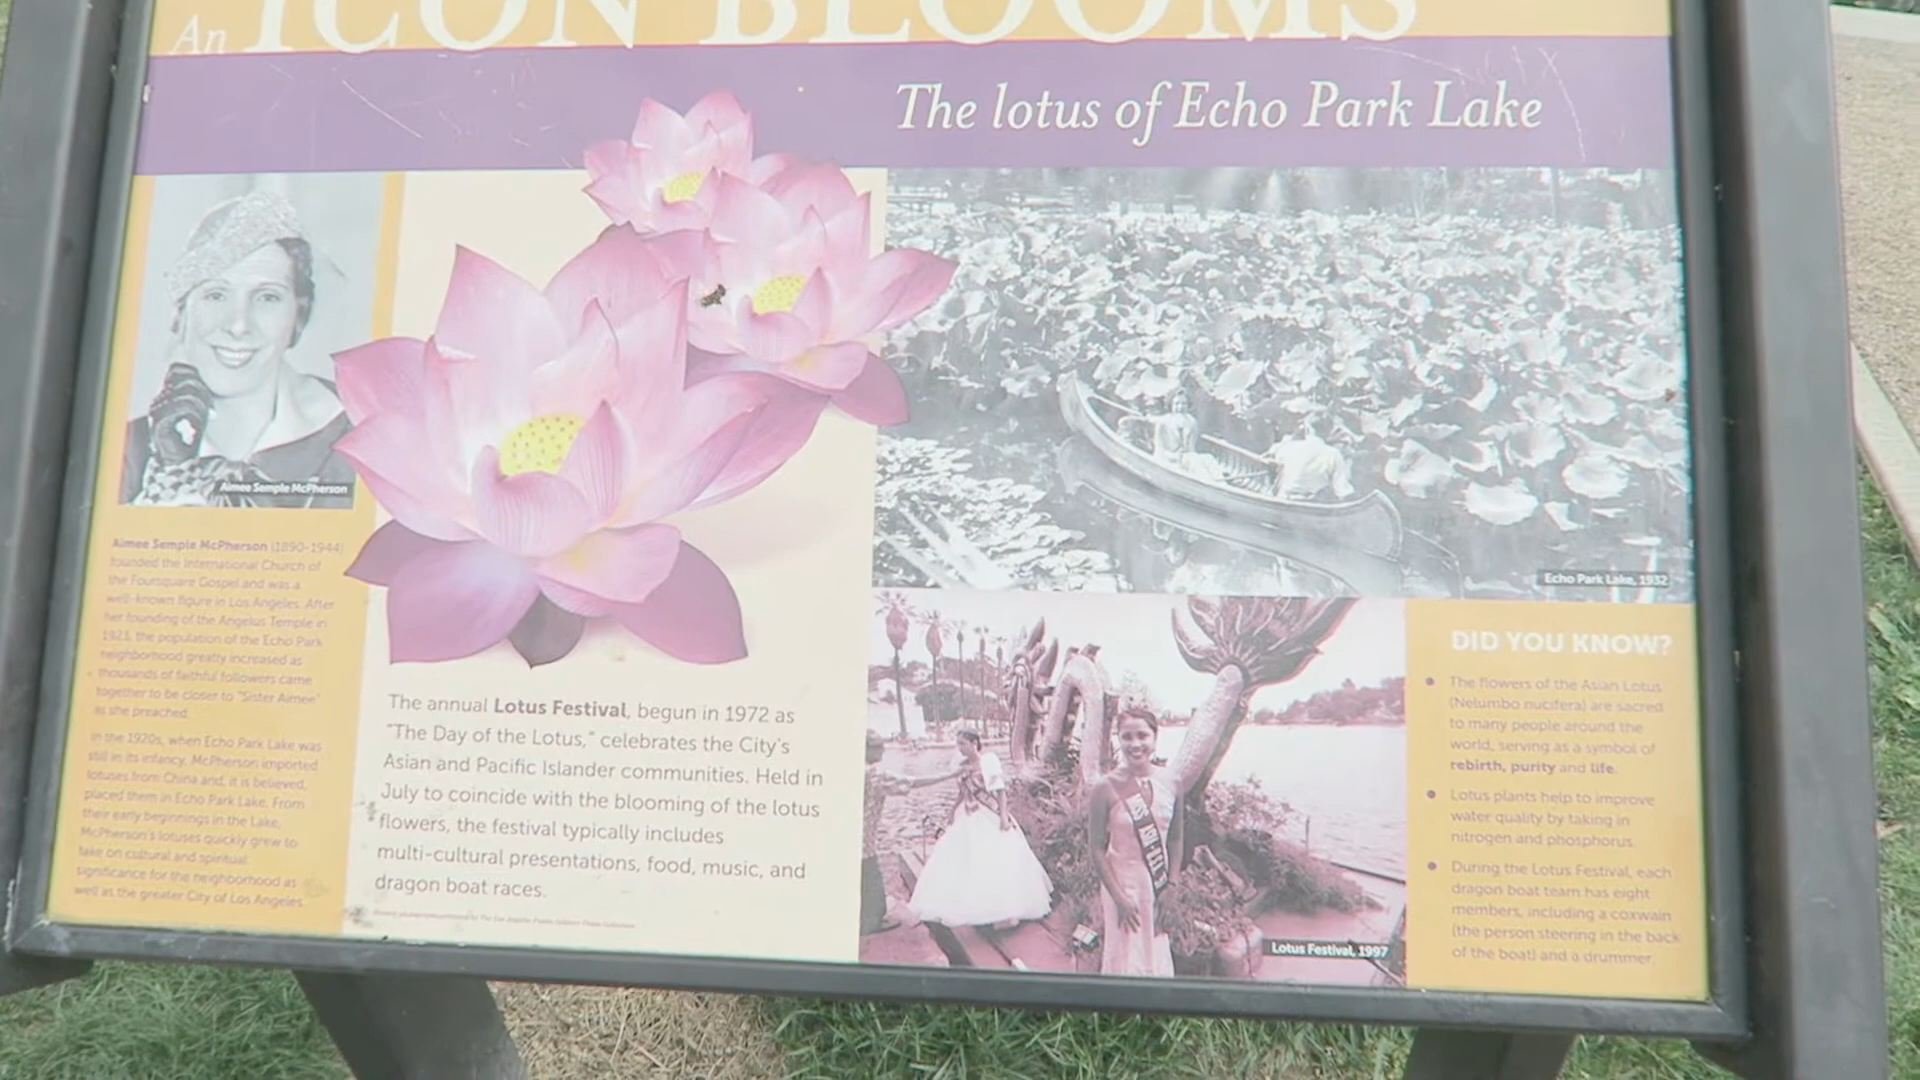 An ICON BLOOMS
The lotus of Echo Park Lake
Aimee Semple McPherson
Aimee Semple McPherson (1890-1944)
founded the International Church of
the Foursquare Gospel and was a
well-known figure in Los Angeles. After
her founding of the Angelus Temple in
1923, the population of the Echo Park
neighborhood greatly increased as
thousands of faithful followers came
together to be closer to "Sister Aimee"
as she preached.
In the 1920s, when Echo Park Lake was
still in its infancy, McPherson imported
lotuses from China and, it is believed,
placed them in Echo Park Lake. From
their early beginnings in the Lake,
McPherson's lotuses quickly grew to
take on cultural and spiritual
significance for the neighborhood as
well as the greater City of Los Angeles.
The annual Lotus Festival, begun in 1972 as
"The Day of the Lotus," celebrates the City's
Asian and Pacific Islander communities. Held in
July to coincide with the blooming of the lotus
flowers, the festival typically includes
multi-cultural presentations, food, music, and
dragon boat races.
Echo Park Lake, 1932
Lotus Festival, 1997
DID YOU KNOW?
• The flowers of the Asian Lotus
(Nelumbo nucifera) are sacred
to many people around the
world, serving as a symbol of
rebirth, purity and life.
• Lotus plants help to improve
water quality by taking in
nitrogen and phosphorus.
• During the Lotus Festival, each
dragon boat team has eight
members, including a coxwain
(the person steering in the back
of the boat) and a drummer.